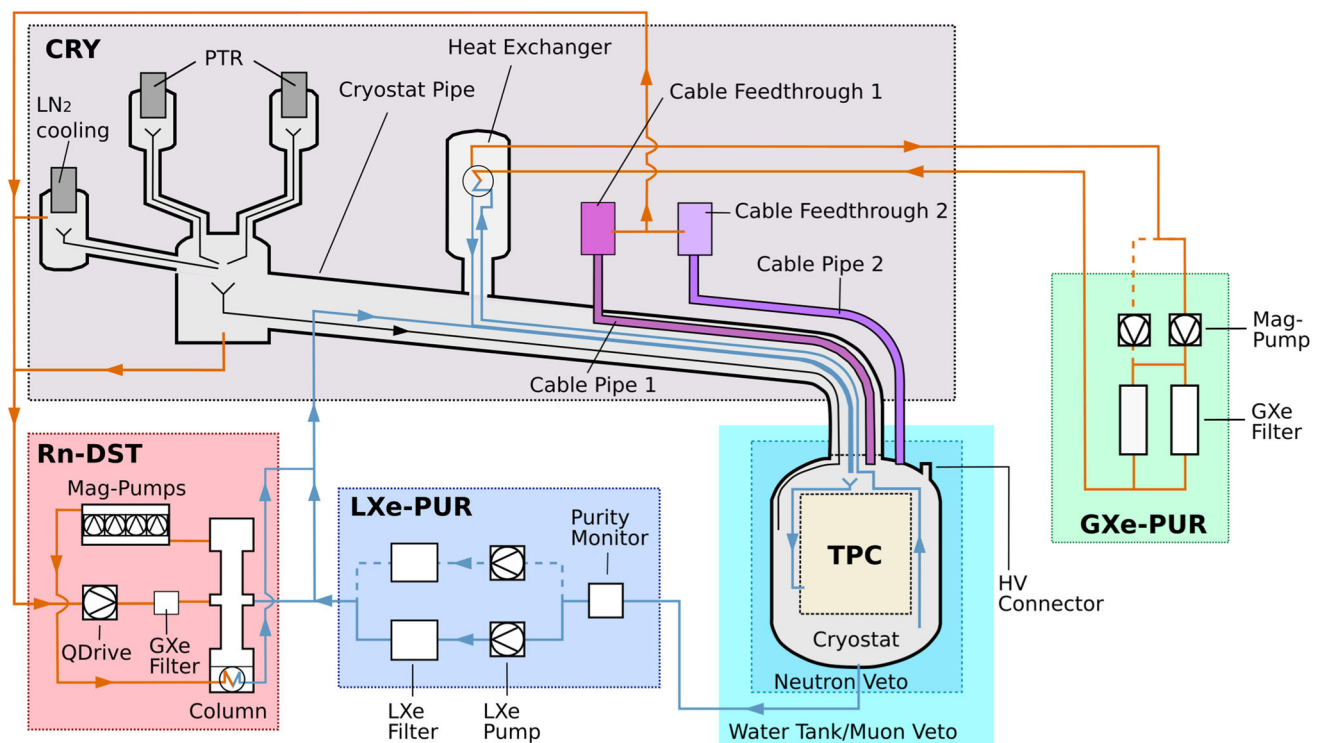 CRY
PTR
Heat Exchanger
Cryostat Pipe
Cable Feedthrough 1
LN2
cooling
Cable Feedthrough 2
Cable Pipe 2
Cable Pipe 1
Mag-
Pump
GXe
Filter
GXe-PUR
Rn-DST
Mag-Pumps
QDrive
GXe
Filter
Column
LXe-PUR
Purity
Monitor
LXe
Filter
LXe
Pump
TPC
Cryostat
Neutron Veto
Water Tank/Muon Veto
HV
Connector